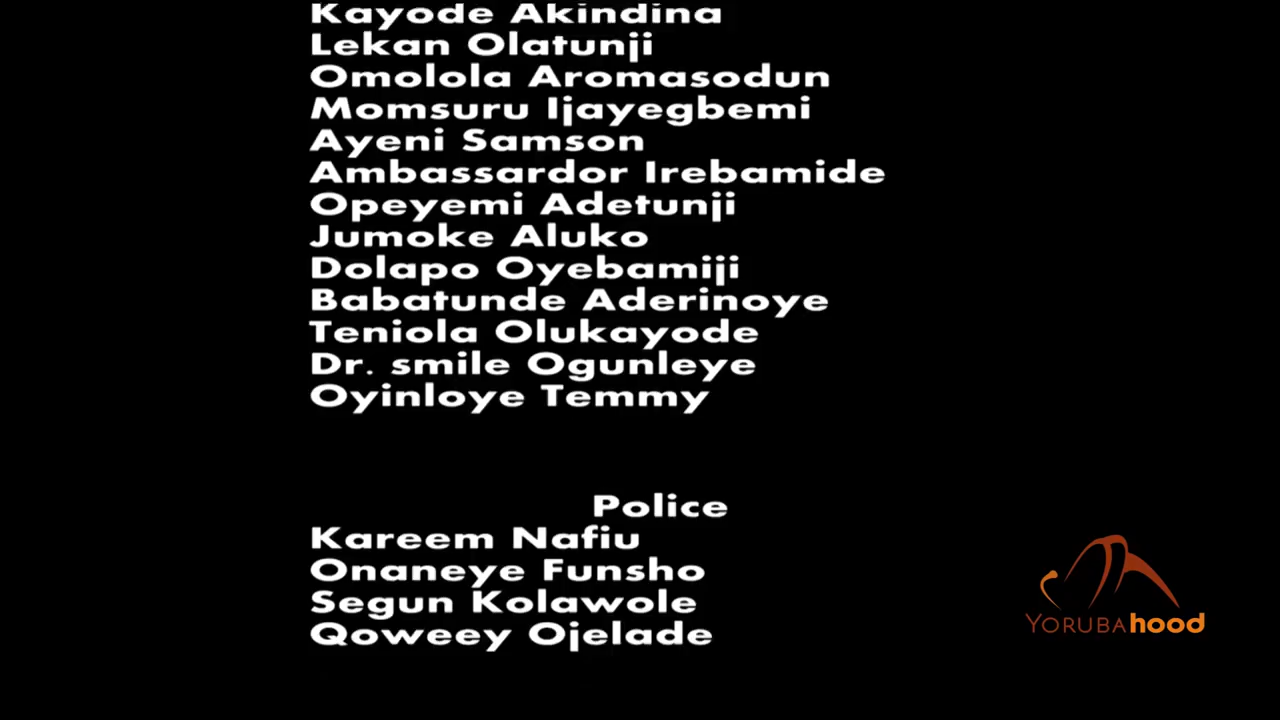 Kayode Akindina
Lekan Olatunji
Omolola Aromasodun
Momsuru Ijayegbemi
Ayeni Samson
Ambassardor Irebamide
Opeyemi Adetunji
Jumoke Aluko
Dolapo Oyebamiji
Babatunde Aderinoye
Teniola Olukayode
Dr. smile Ogunleye
Oyinloye Temmy
Police
Kareem Nafiu
Onaneye Funsho
Segun Kolawole
Qoweey Ojelade
YORUBAhood